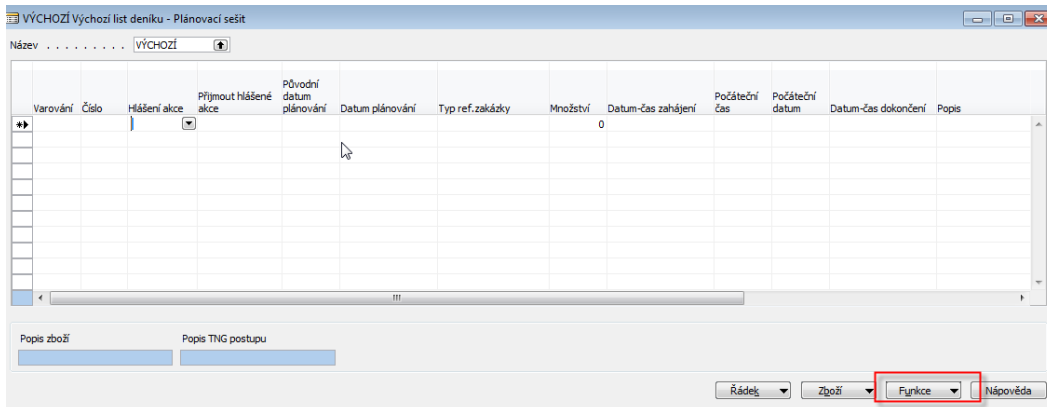 VÝCHOZÍ Výchozí list deníku - Plánovací sešit
Název . . . . . . . . . VÝCHOZÍ
Varování Číslo Hlášení akce Přijmout hlášené akce Původní datum plánování Datum plánování Typ ref.zakázky Množství Datum-čas zahájení Počáteční čas Počáteční datum Datum-čas dokončení Popis
0
Popis zboží Popis TNG postupu
Řádek Zboží Funkce Nápověda